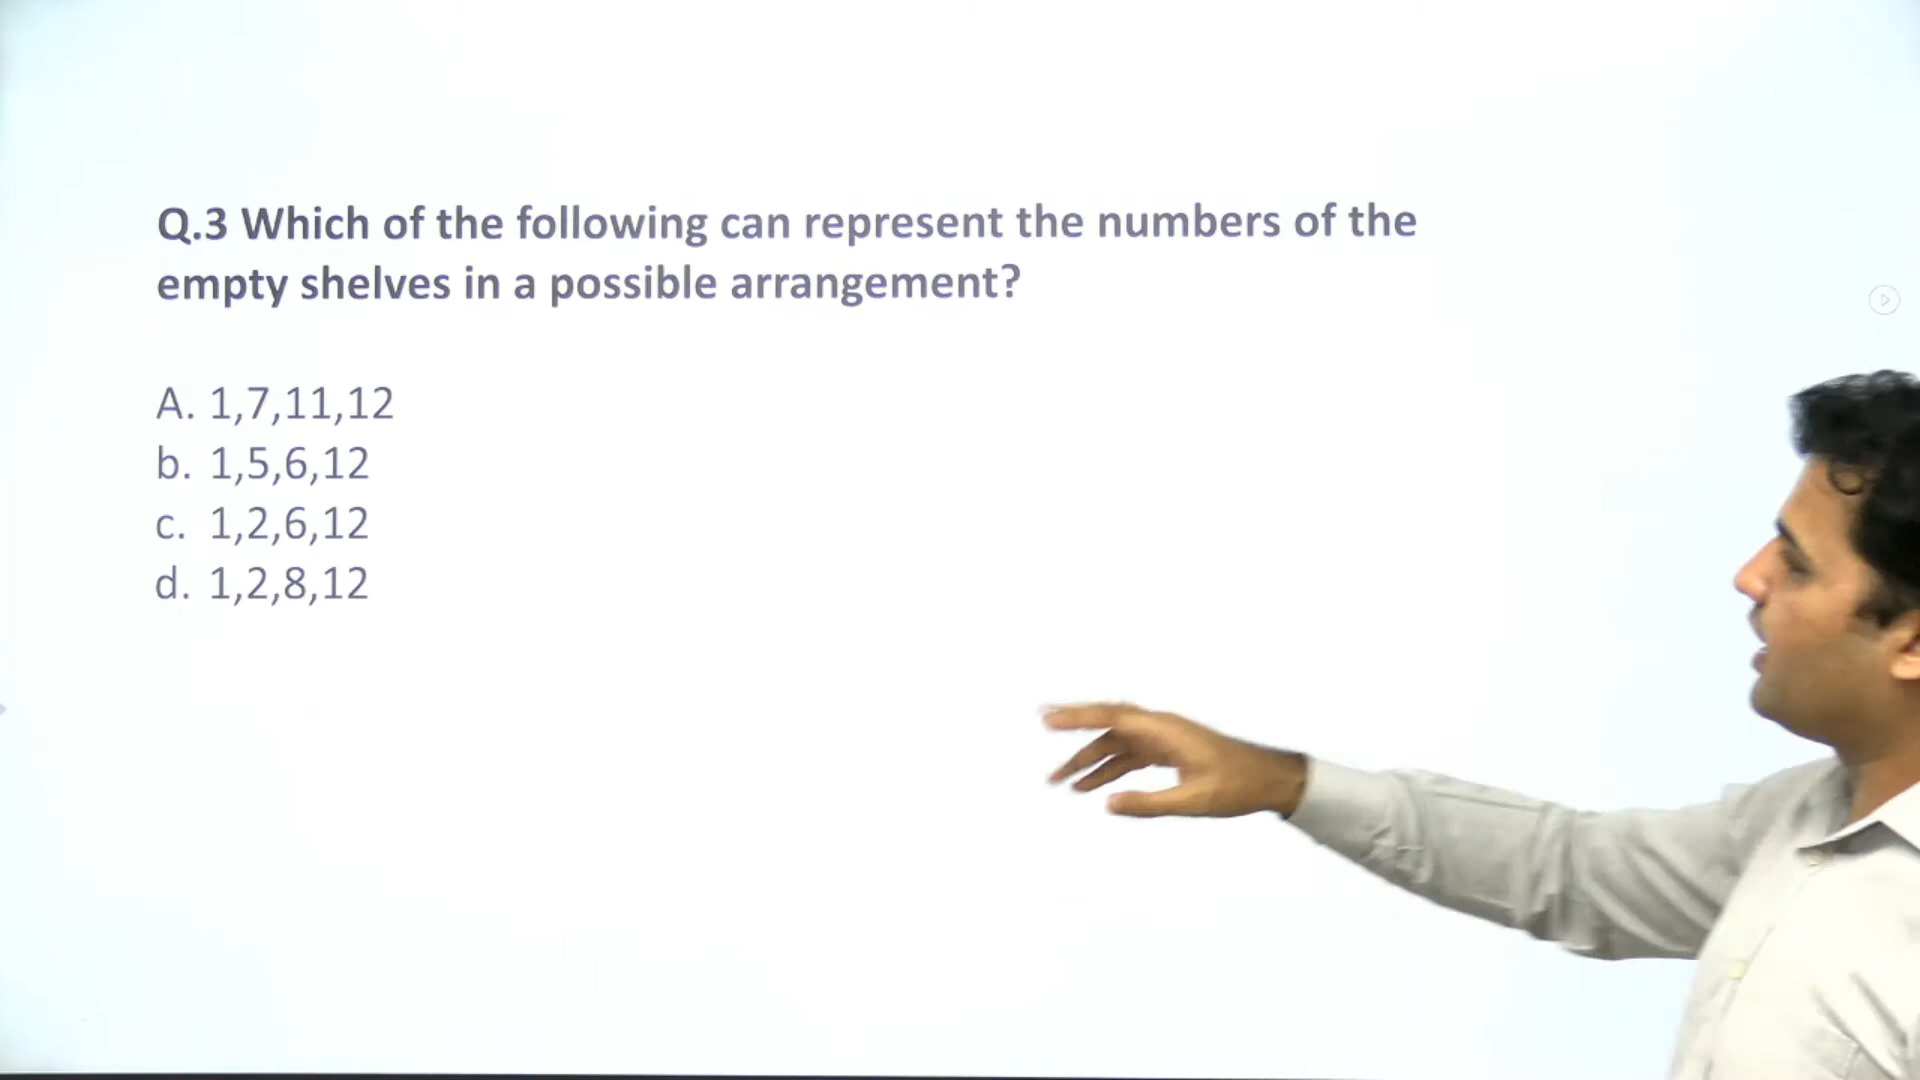 Q.3 Which of the following can represent the numbers of the
empty shelves in a possible arrangement?
A. 1,7,11,12
b. 1,5,6,12
c. 1,2,6,12
d. 1,2,8,12